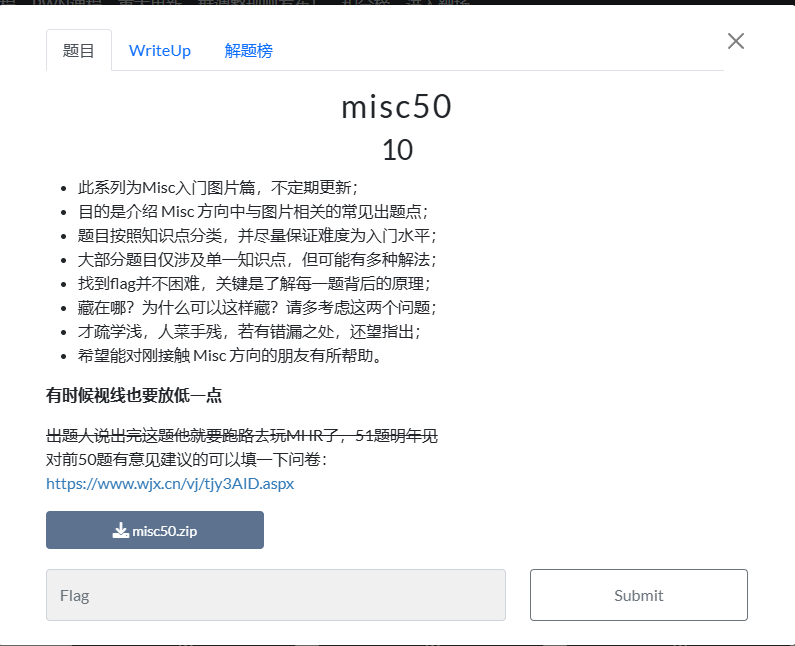 题目 WriteUp 解题榜
misc50
10
此系列为Misc入门图片篇，不定期更新；
目的是介绍 Misc 方向中与图片相关的常见出题点；
题目按照知识点分类，并尽量保证难度为入门水平；
大部分题目仅涉及单一知识点，但可能有多种解法；
找到flag并不困难，关键是了解每一题背后的原理；
藏在哪？为什么可以这样藏？请多考虑这两个问题；
才疏学浅，人菜手残，若有错漏之处，还望指出；
希望能对刚接触 Misc 方向的朋友有所帮助。
有时候视线也要放低一点
出题人说出完这题他就要跑路去玩MHR了，51题明年见
对前50题有意见建议的可以填一下问卷：
https://www.wjx.cn/vj/tjy3AID.aspx
misc50.zip
Flag Submit